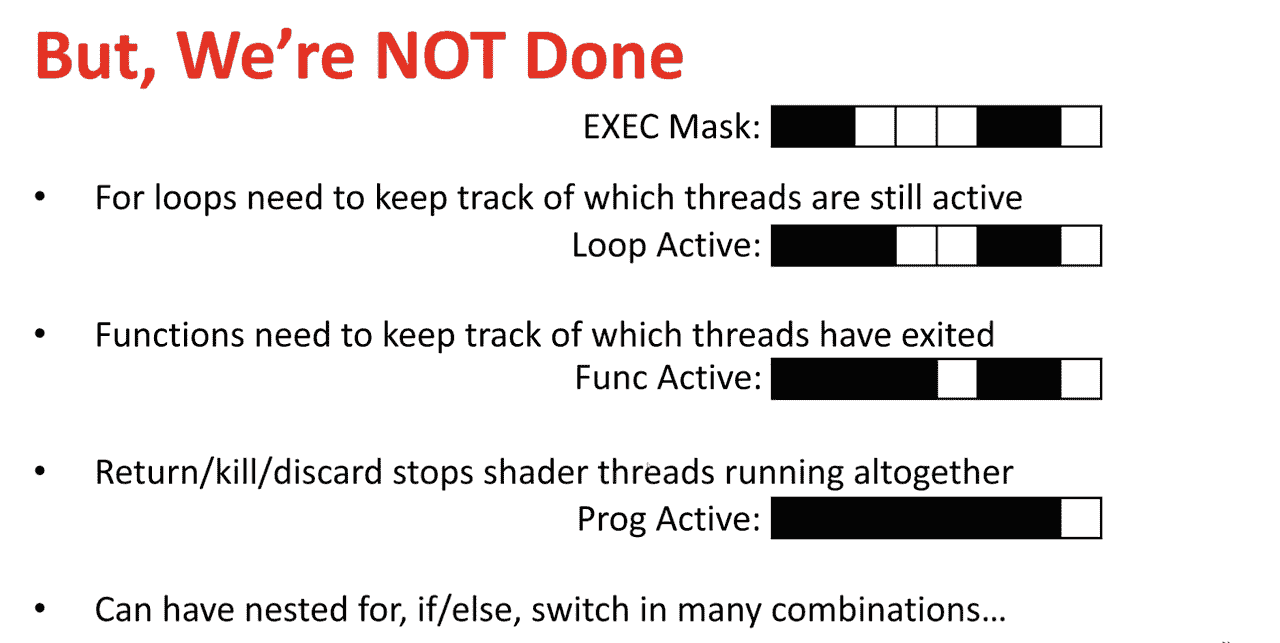 But, We’re NOT Done
EXEC Mask:
• For loops need to keep track of which threads are still active
Loop Active:
• Functions need to keep track of which threads have exited
Func Active:
• Return/kill/discard stops shader threads running altogether
Prog Active:
• Can have nested for, if/else, switch in many combinations…